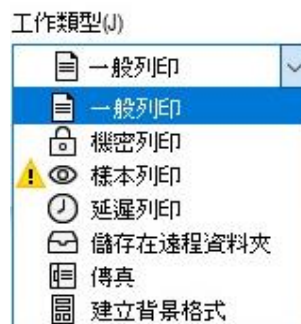 工作類型(J)
一般列印
一般列印
機密列印
樣本列印
延遲列印
儲存在遠程資料夾
傳真
建立背景格式